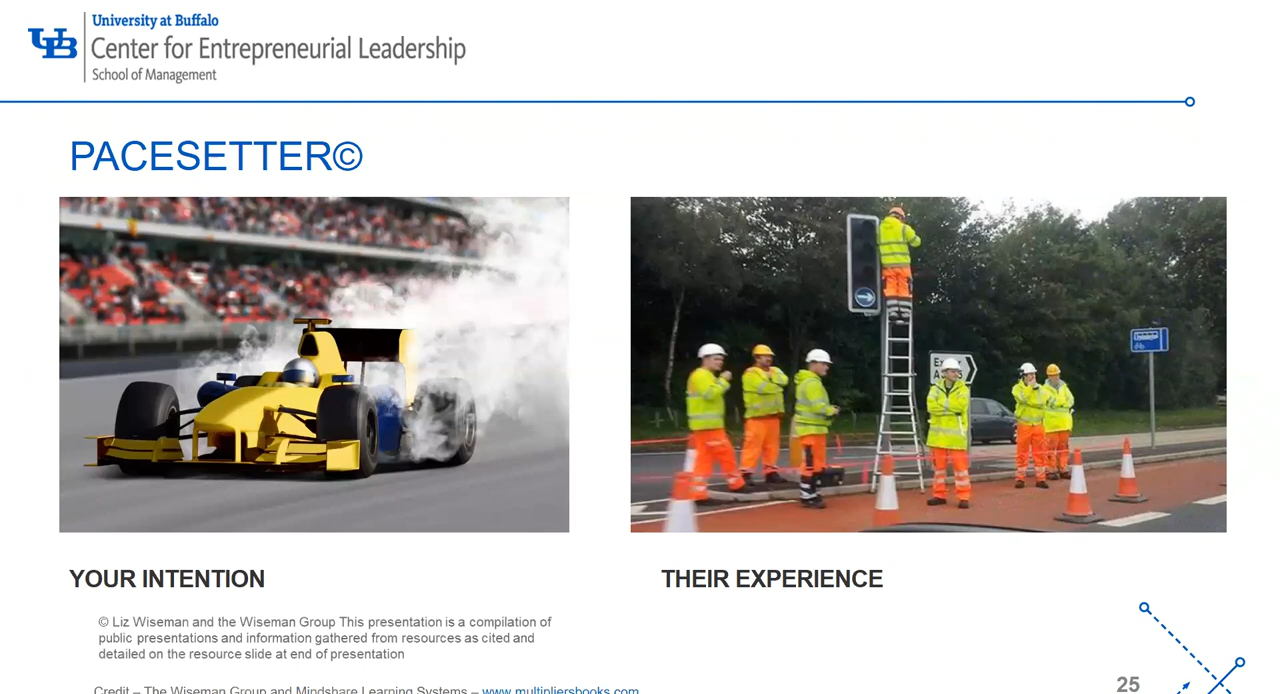 University at Buffalo
UB
Center for Entrepreneurial Leadership
School of Management
PACESETTER©
YOUR INTENTION
THEIR EXPERIENCE
© Liz Wiseman and the Wiseman Group This presentation is a compilation of
public presentations and information gathered from resources as cited and
detailed on the resource slide at end of presentation
Credit – The Wiseman Group and Mindshare Learning Systems – www.multipliersbooks.com
25